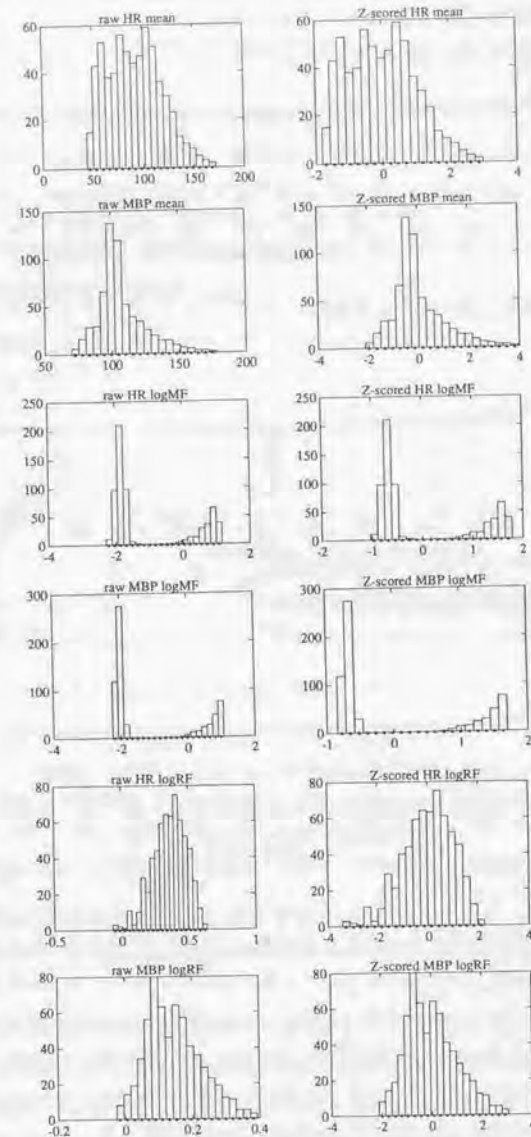 raw HR mean
60
40
20
0
0 50 100 150 200
Z-scored HR mean
60
40
20
0
-2 0 2 4
raw MBP mean
150
100
50
0
50 100 150 200
Z-scored MBP mean
150
100
50
0
-4 -2 0 2 4
raw HR logMF
250
200
150
100
50
0
-4 -2 0 2
Z-scored HR logMF
250
200
150
100
50
0
-2 -1 0 1 2
raw MBP logMF
300
200
100
0
-4 -2 0 2
Z-scored MBP logMF
300
200
100
0
-1 0 1 2
raw HR logRF
80
60
40
20
0
-0.5 0 0.5 1
Z-scored HR logRF
80
60
40
20
0
-4 -2 0 2 4
raw MBP logRF
80
60
40
20
0
-0.2 0 0.2 0.4
Z-scored MBP logRF
80
60
40
20
0
-4 -2 0 2